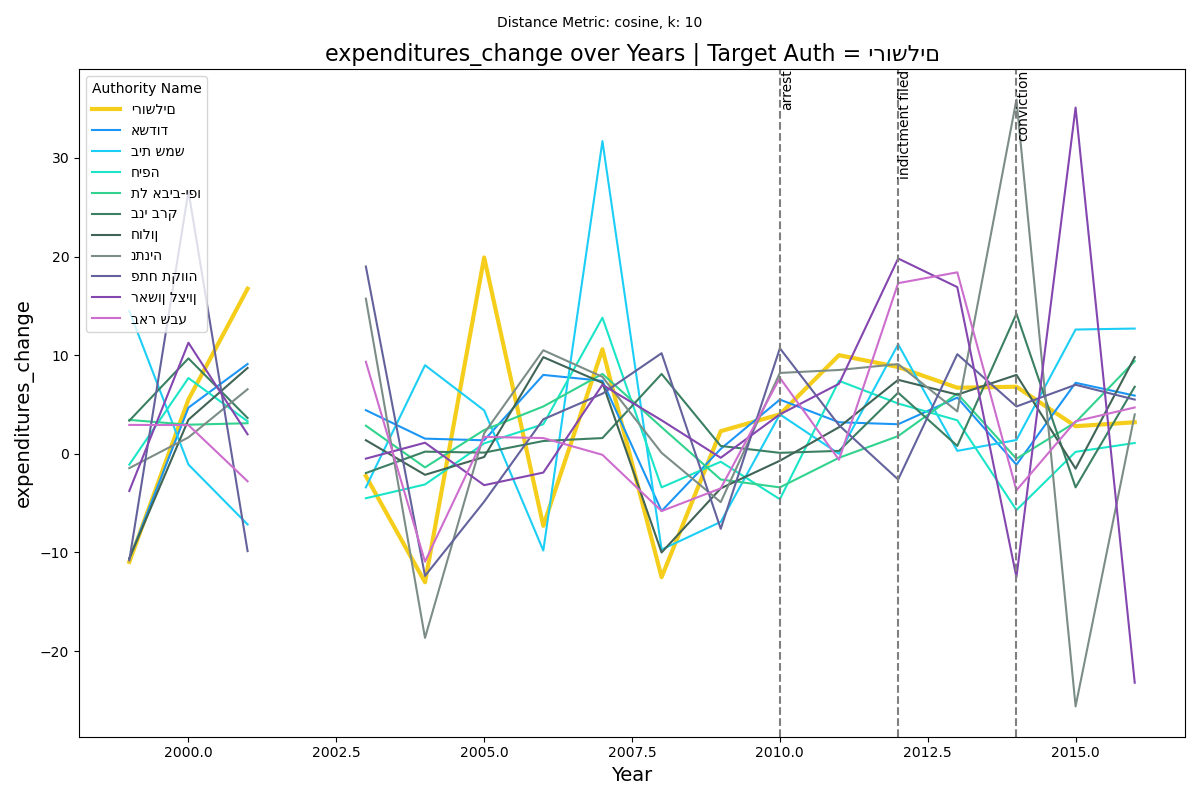 Distance Metric: cosine, k: 10
expenditures_change over Years | Target Auth = ירושלים
Authority Name
ירושלים
אשדוד
בית שמש
חיפה
תל אביב-יפו
בני ברק
חולון
נתניה
פתח תקווה
ראשון לציון
באר שבע
arrest
indictment filed
conviction
expenditures_change
30
20
10
0
−10
−20
2000.0
2002.5
2005.0
2007.5
2010.0
2012.5
2015.0
Year